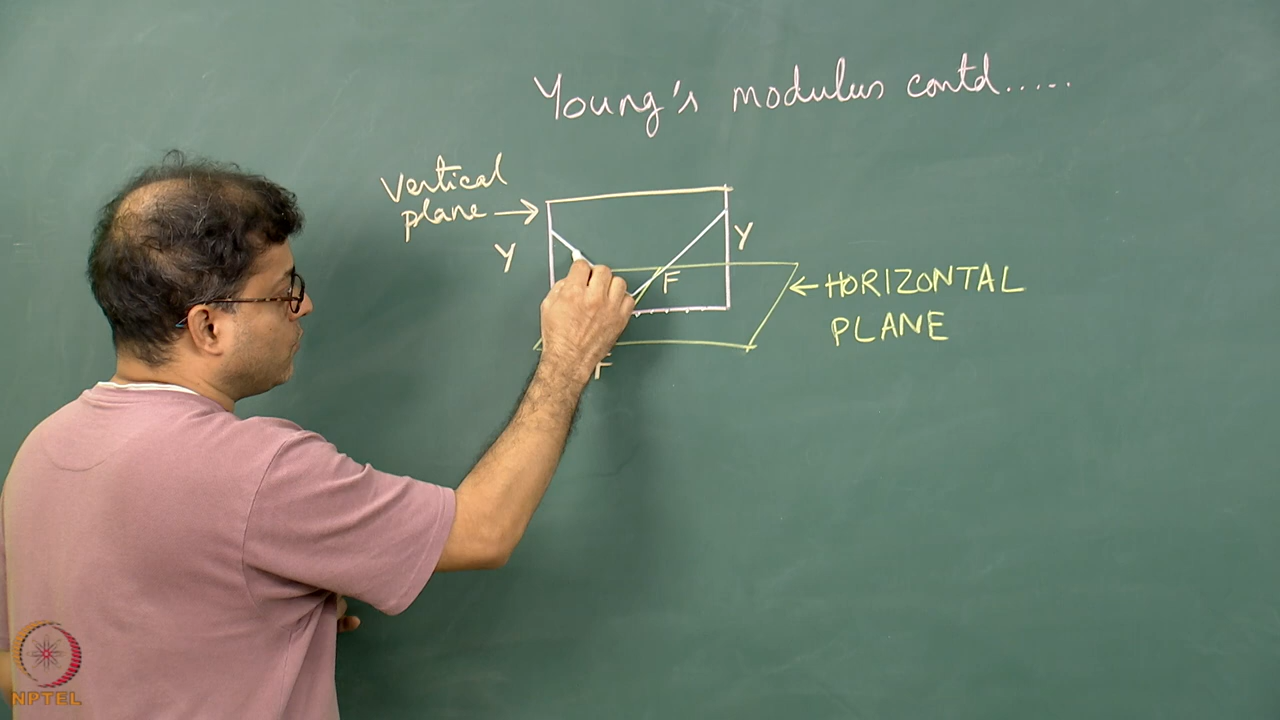 Young's modulus contd.....
Vertical
plane →
Y
Y
F
← HORIZONTAL
PLANE
F
NPTEL